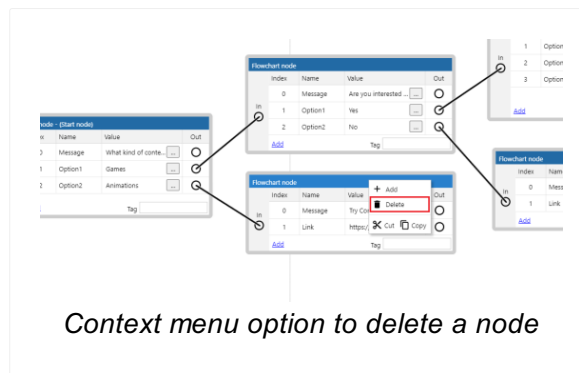 Flowchart node
Index Name Value Out
In
0 Message Are you interested ... ...
1 Option1 Yes ...
2 Option2 No ...
Add Tag
node - (Start node)
Name Value Out
Message What kind of conte... ...
1 Option1 Games ...
2 Option2 Animations ...
Tag
Flowchart node
Index Name Value
In
0 Message Try Co
1 Link https:/
Add Tag
+ Add
Delete
Cut Copy
In
1 Option
2 Option
3 Option
Add
Flowchart node
Index Nam
In
0 Mess
1 Link
Add
Context menu option to delete a node